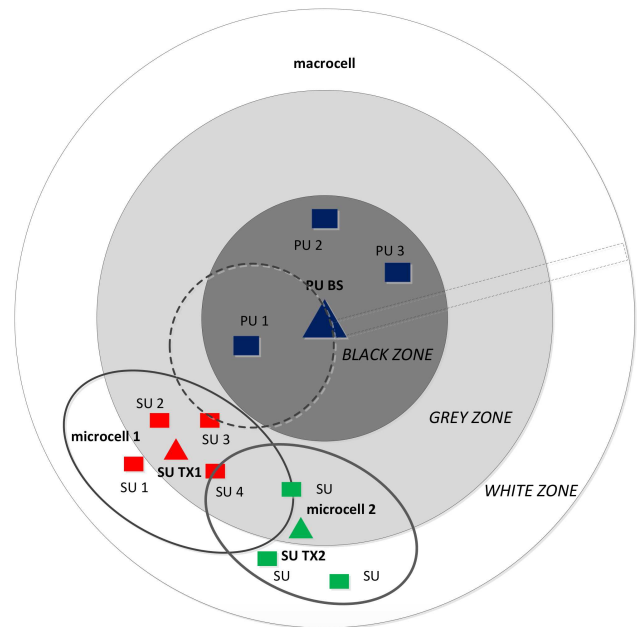 macrocell
PU 2
PU 3
PU BS
PU 1
BLACK ZONE
SU 2
GREY ZONE
microcell 1
SU 3
SU TX1
SU 1
SU 4
SU
WHITE ZONE
microcell 2
SU TX2
SU
SU